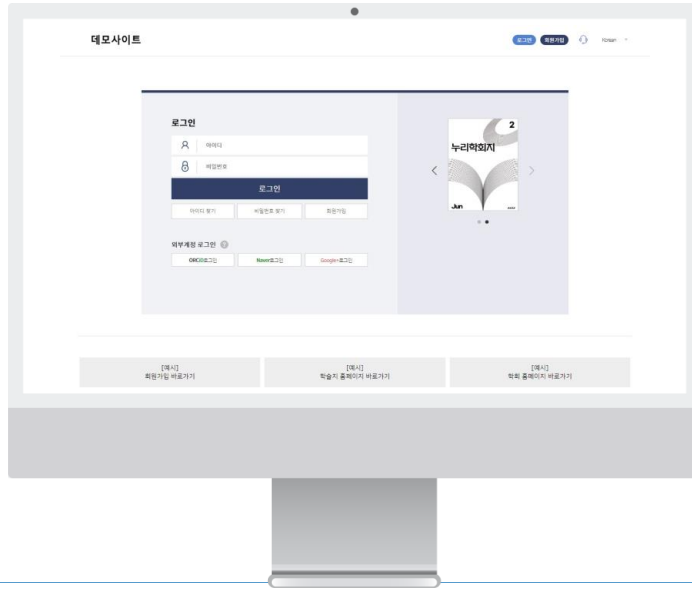 데모사이트
로그인 회원가입 Korean
로그인
아이디
비밀번호
로그인
아이디 찾기 비밀번호 찾기 회원가입
외부계정 로그인 ?
ORCID로그인 Naver로그인 Google+로그인
2
누리학회지
Jun
[예시]
회원가입 바로가기
[예시]
학술지 홈페이지 바로가기
[예시]
학회 홈페이지 바로가기